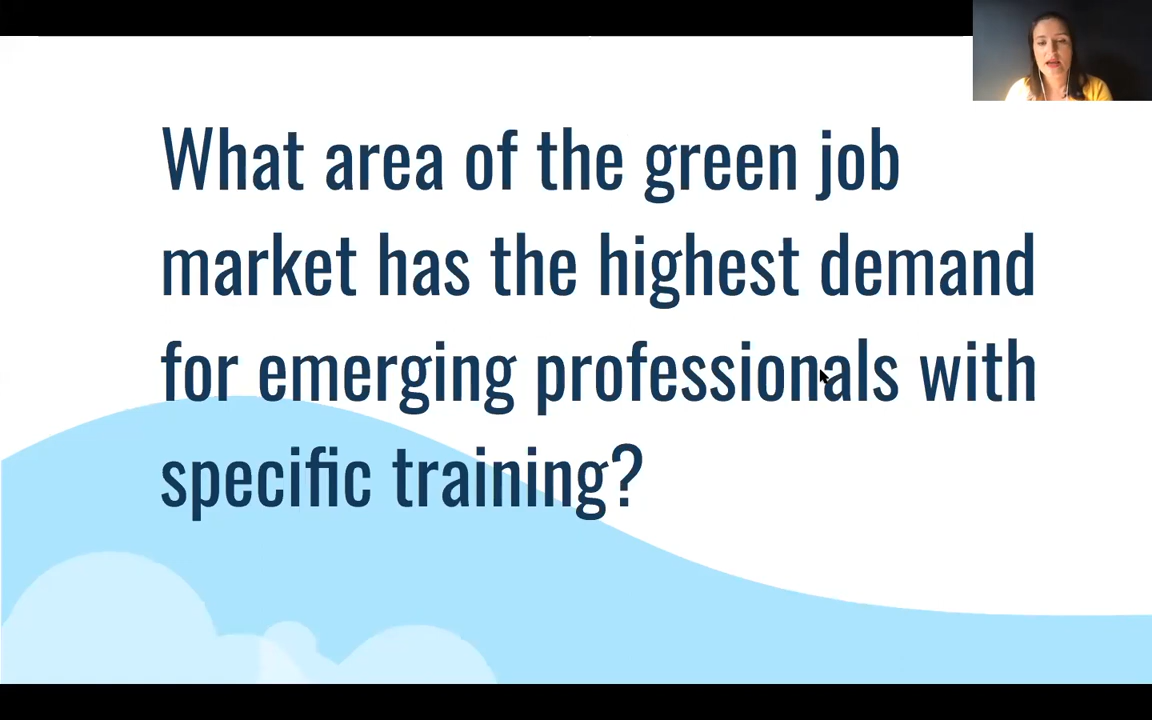 What area of the green job
market has the highest demand
for emerging professionals with
specific training?